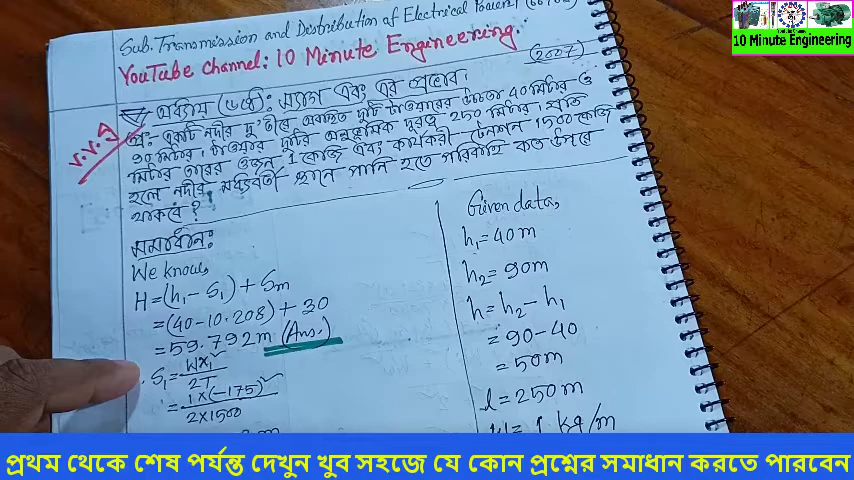 Sub. Transmission and Distribution of Electrical Power
YouTube Channel: 10 Minute Engineering.
(2007)
অধ্যায় (৬ষ্ঠ): স্যাগ এবং এর প্রয়োগ।
V.V.I
প্রঃ একটি নদীর দু'তীরে অবস্থিত দুটি টাওয়ারের উচ্চতা 40 মিটার ও
90 মিটার। টাওয়ার দুটির অনুভূমিক দূরত্ব 250 মিটার। প্রতি
মিটার তারের ওজন 1 কেজি এবং কার্যকরী টেনশন 1500 কেজি
হলে নদীর মধ্যবর্তী স্থানে পানি হতে পরিবাহি কত উপরে
থাকবে ?
সমাধানঃ
We know,
H = (h₁ - S₁) + Sm
= (40 - 10.208) + 30
= 59.792m (Ans.)
S₁ = WX₁² / 2T
= 1 x (-175)² / 2 x 1500
Given data,
h₁ = 40m
h₂ = 90m
h = h₂ - h₁
= 90 - 40
= 50m
l = 250m
W = 1 kg/m
10 Minute Engineering
প্রথম থেকে শেষ পর্যন্ত দেখুন খুব সহজে যে কোন প্রশ্নের সমাধান করতে পারবেন